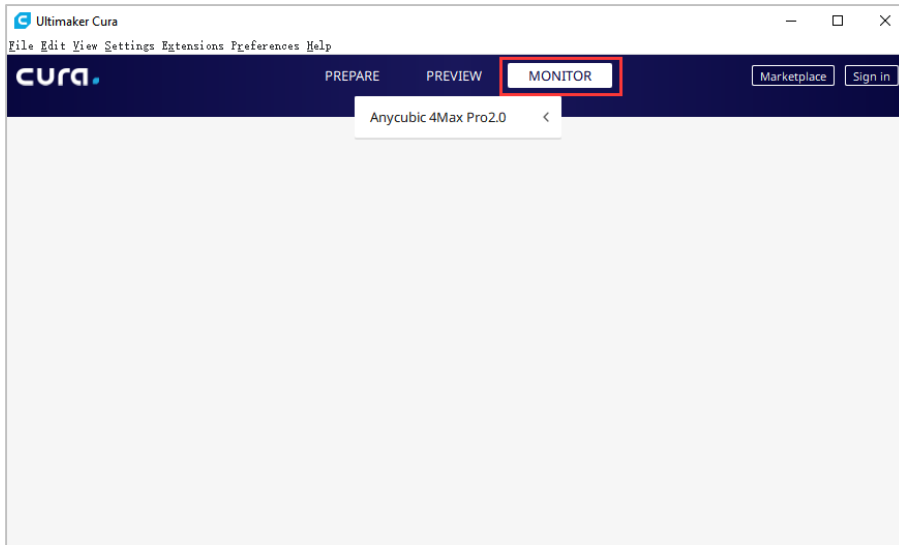 Ultimaker Cura
File Edit View Settings Extensions Preferences Help
cura. PREPARE PREVIEW MONITOR Marketplace Sign in
Anycubic 4Max Pro2.0 <